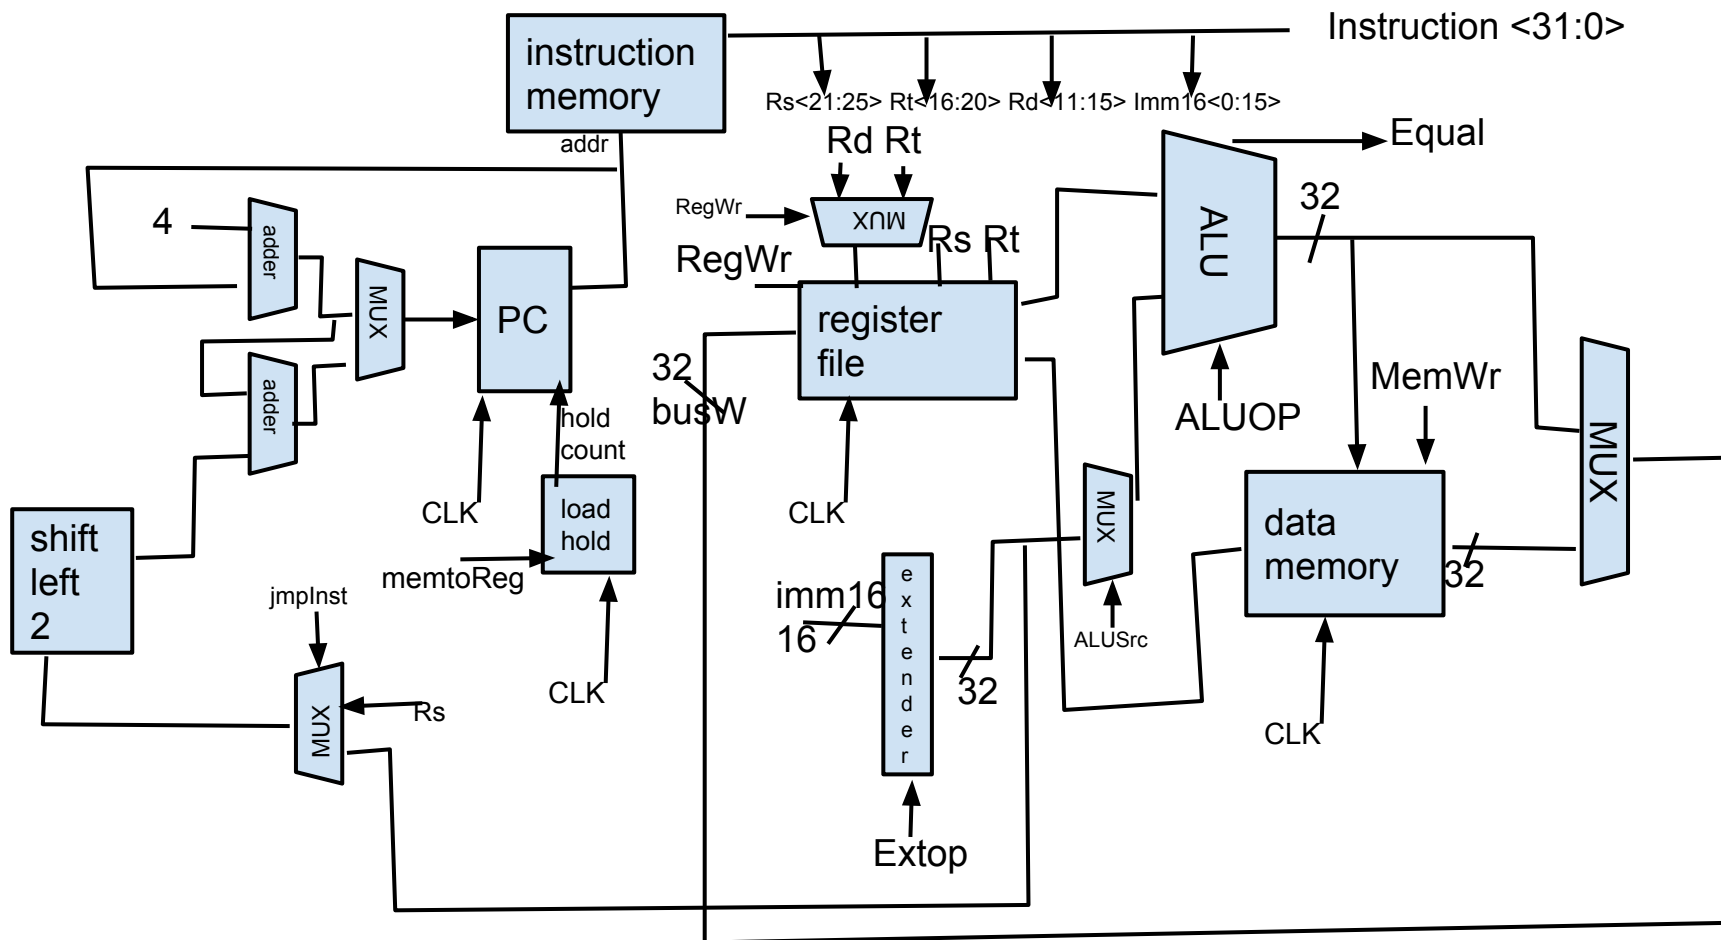 Instruction <31:0>
instruction
memory
addr
Rs<21:25> Rt<16:20> Rd<11:15> Imm16<0:15>
Rd Rt
Equal
ALU
32
RegWr
MUX
Rs Rt
RegWr
4
adder
MUX
PC
register
file
adder
32
busW
hold
count
CLK
load
hold
memtoReg
CLK
CLK
ALUOP
MemWr
MUX
MUX
data
memory
32
CLK
shift
left
2
jmpInst
MUX
Rs
imm16
16
extender
32
ALUSrc
Extop